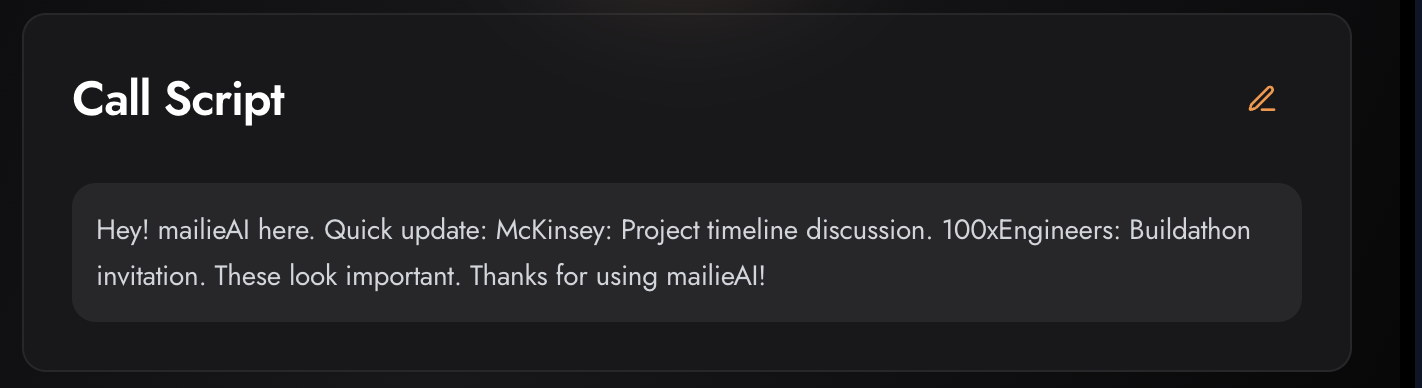 Call Script
Hey! mailieAI here. Quick update: McKinsey: Project timeline discussion. 100xEngineers: Buildathon
invitation. These look important. Thanks for using mailieAI!